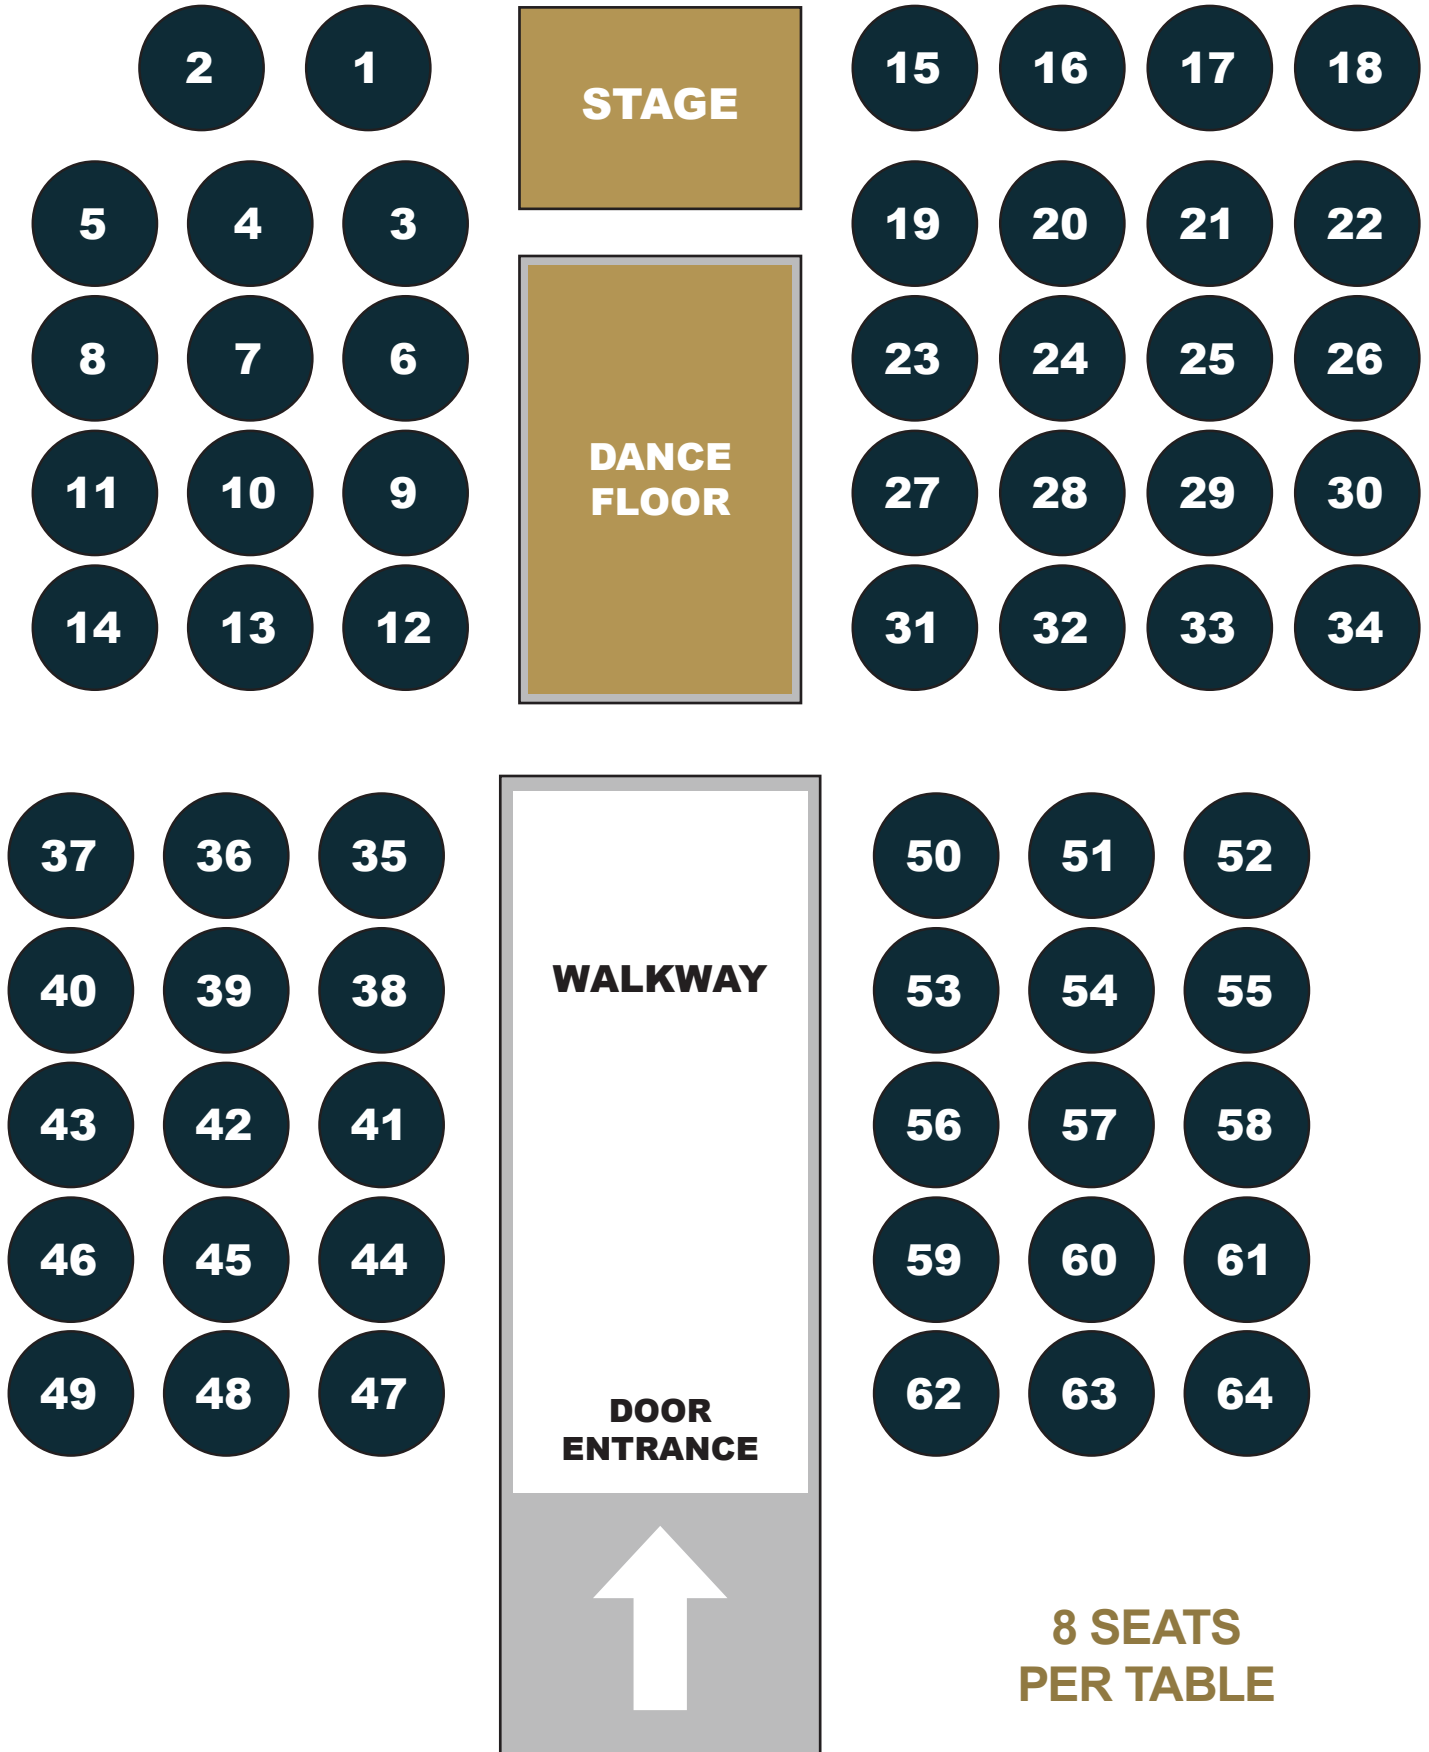 2 1 STAGE 15 16 17 18
5 4 3 19 20 21 22
8 7 6 23 24 25 26
DANCE
FLOOR
11 10 9 27 28 29 30
14 13 12 31 32 33 34
37 36 35 50 51 52
WALKWAY
40 39 38 53 54 55
43 42 41 56 57 58
46 45 44 59 60 61
49 48 47 62 63 64
DOOR
ENTRANCE
8 SEATS
PER TABLE